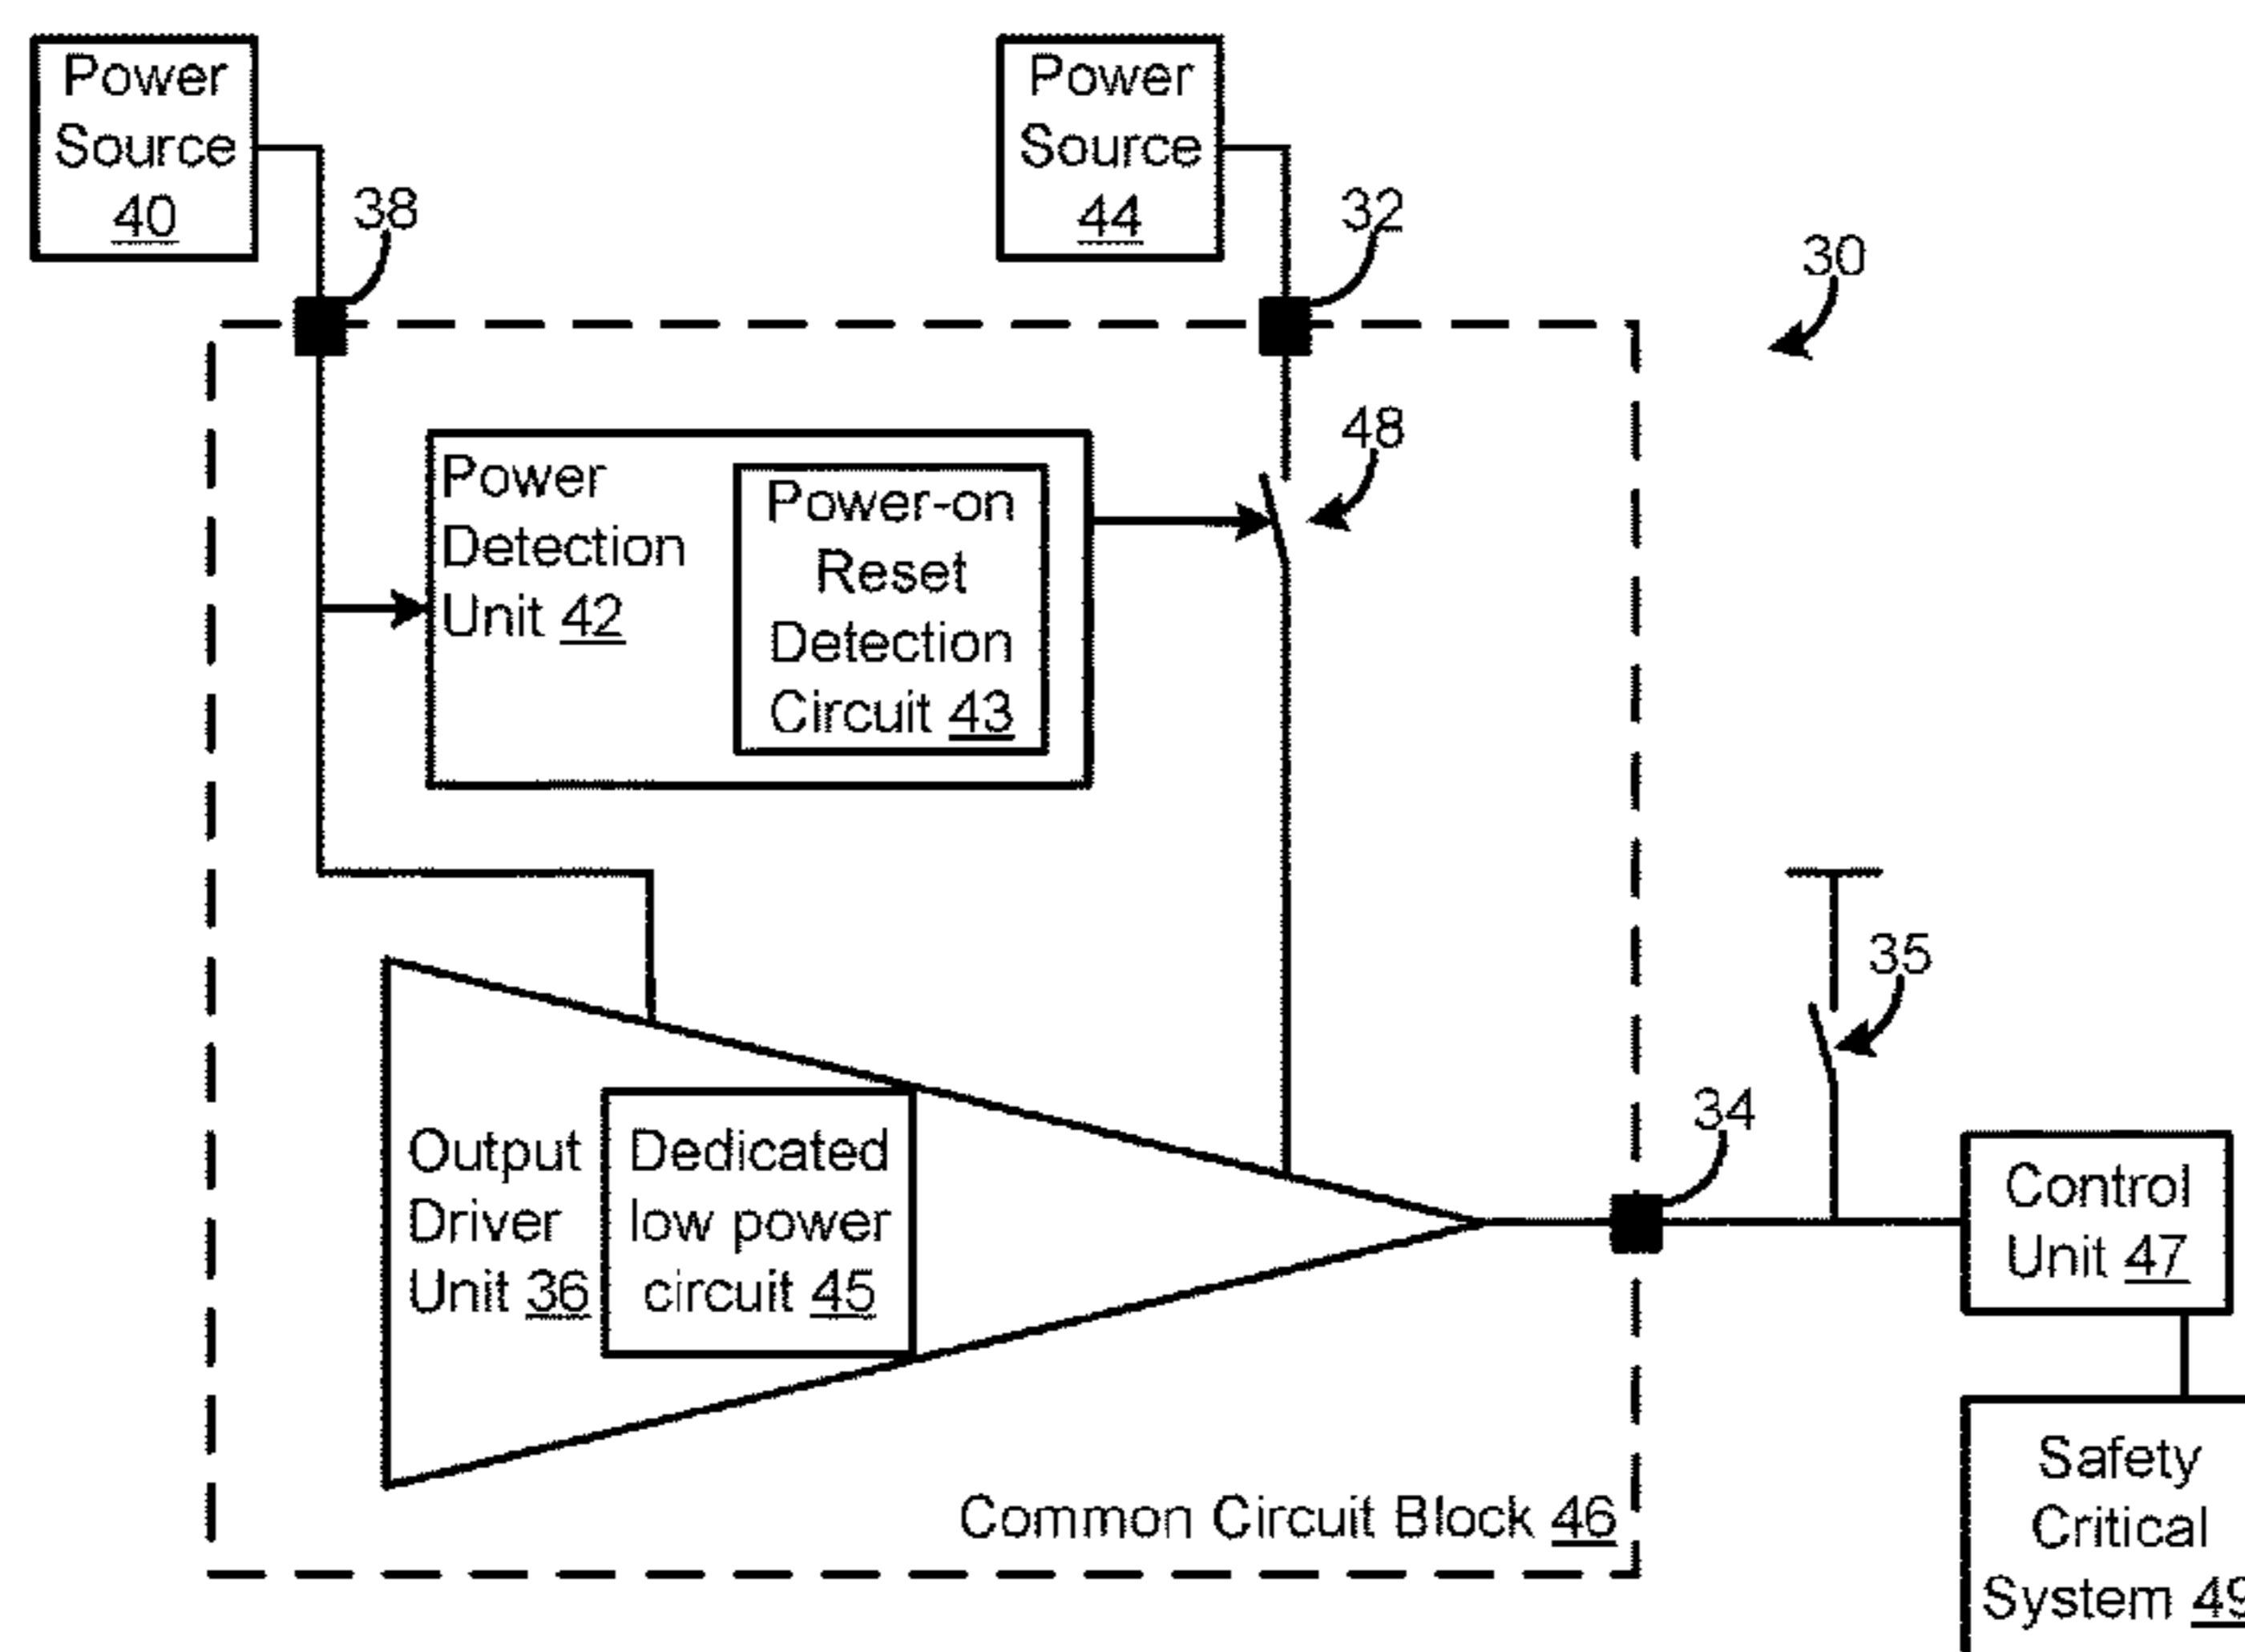 Power
Source
40
Power
Source
44
38
32
30
48
Power
Detection
Unit 42
Power-on
Reset
Detection
Circuit 43
35
34
Output
Driver
Unit 36
Dedicated
low power
circuit 45
Control
Unit 47
Common Circuit Block 46
Safety
Critical
System 49